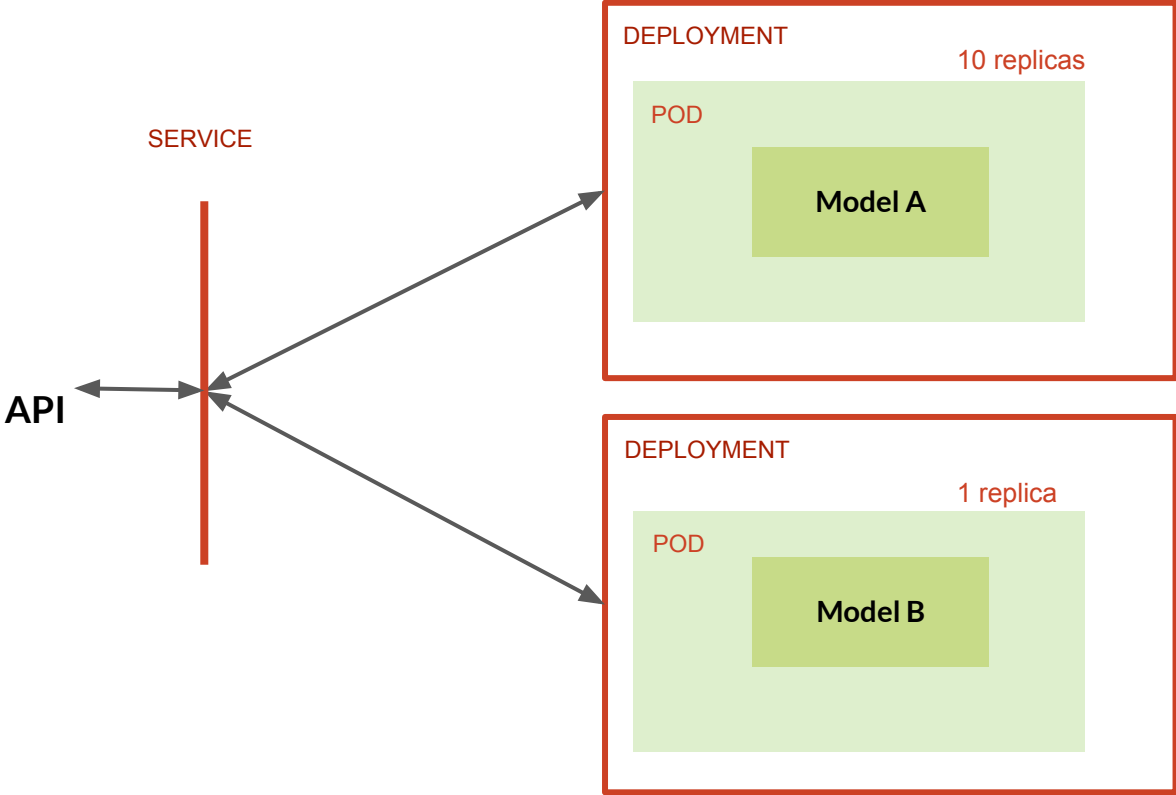 API
SERVICE
DEPLOYMENT
10 replicas
POD
Model A
DEPLOYMENT
1 replica
POD
Model B